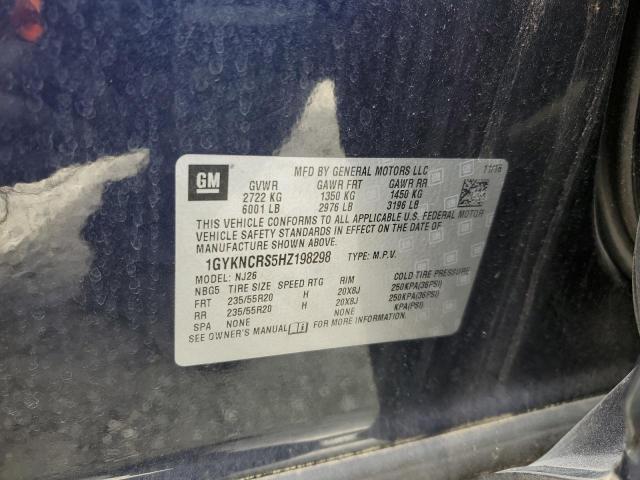 GM
MFD BY GENERAL MOTORS LLC 11/16
GVWR GAWR FRT GAWR RR
2722 KG 1350 KG 1450 KG
6001 LB 2976 LB 3196 LB
THIS VEHICLE CONFORMS TO ALL APPLICABLE U.S. FEDERAL MOTOR
VEHICLE SAFETY STANDARDS IN EFFECT ON THE DATE OF
MANUFACTURE SHOWN ABOVE.
1GYKNCRS5HZ198298 TYPE: M.P.V.
MODEL: NJ26
NBG5 TIRE SIZE SPEED RTG RIM COLD TIRE PRESSURE
FRT 235/55R20 H 20X8J 250KPA(36PSI)
RR 235/55R20 H 20X8J 250KPA(36PSI)
SPA NONE NONE KPA(PSI)
SEE OWNER'S MANUAL FOR MORE INFORMATION.